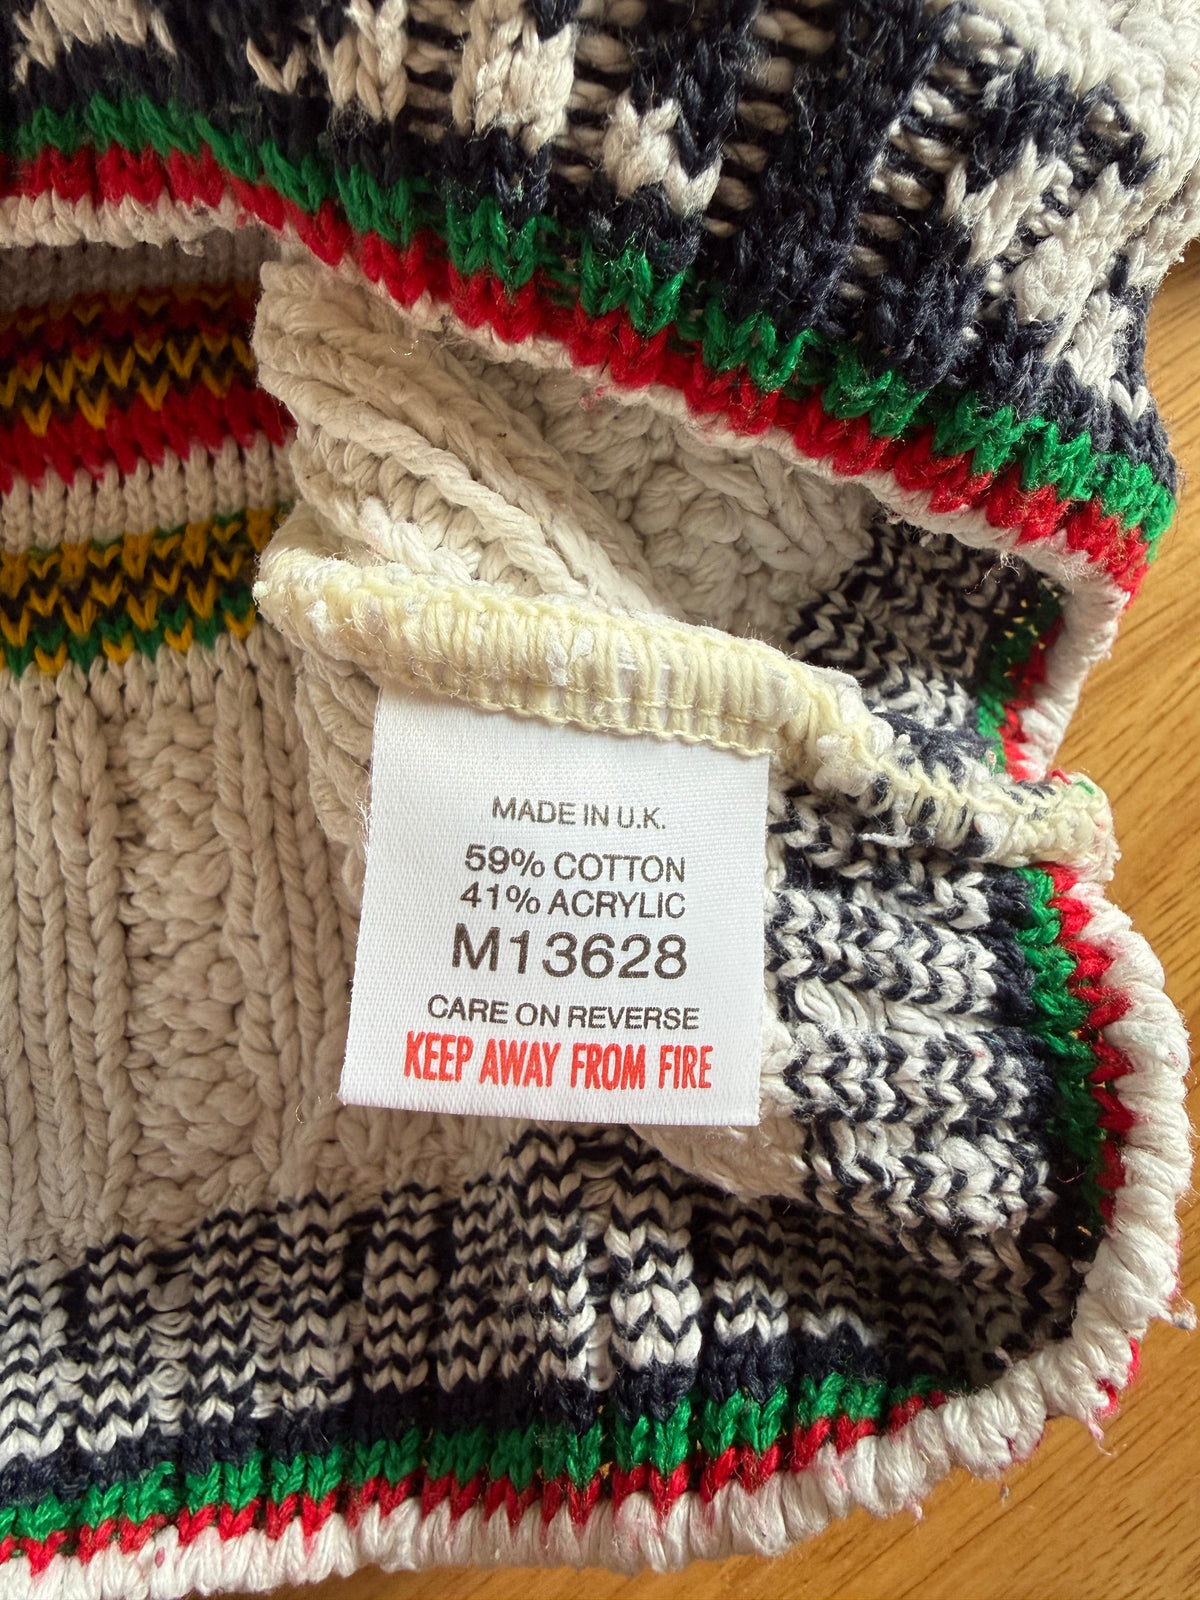 MADE IN U.K.
59% COTTON
41% ACRYLIC
M13628
CARE ON REVERSE
KEEP AWAY FROM FIRE